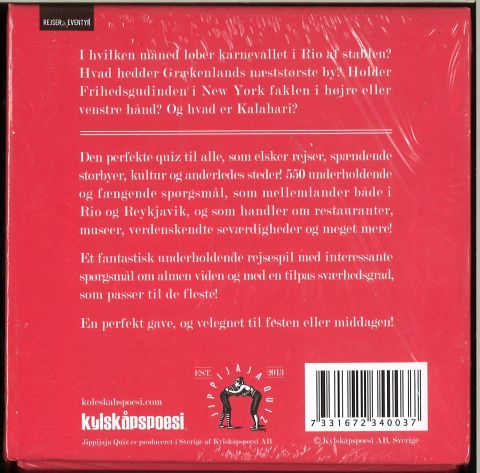 REJSER & EVENTYR
I hvilken måned løber karnevallet i Rio af stablen?
Hvad hedder Grækenlands næststørste by? Holder
Frihedsgudinden i New York faklen i højre eller
venstre hånd? Og hvad er Kalahari?
Den perfekte quiz til alle, som elsker rejser, spændende
storbyer, kultur og anderledes steder! 550 underholdende
og fængende spørgsmål, som mellemlander både i
Rio og Reykjavik, og som handler om restauranter,
museer, verdenskendte seværdigheder og meget mere!
Et fantastisk underholdende rejsespil med interessante
spørgsmål om almen viden og med en tilpas sværhedsgrad,
som passer til de fleste!
En perfekt gave, og velegnet til festen eller middagen!
EST. 2013
JIPPIJAJA QUIZ
koleskabspoesi.com
kylskåpspoesi
Jippijaja Quiz er produceret i Sverige af Kylskåpspoesi AB
7 331672 340037
© Kylskåpspoesi AB, Sverige